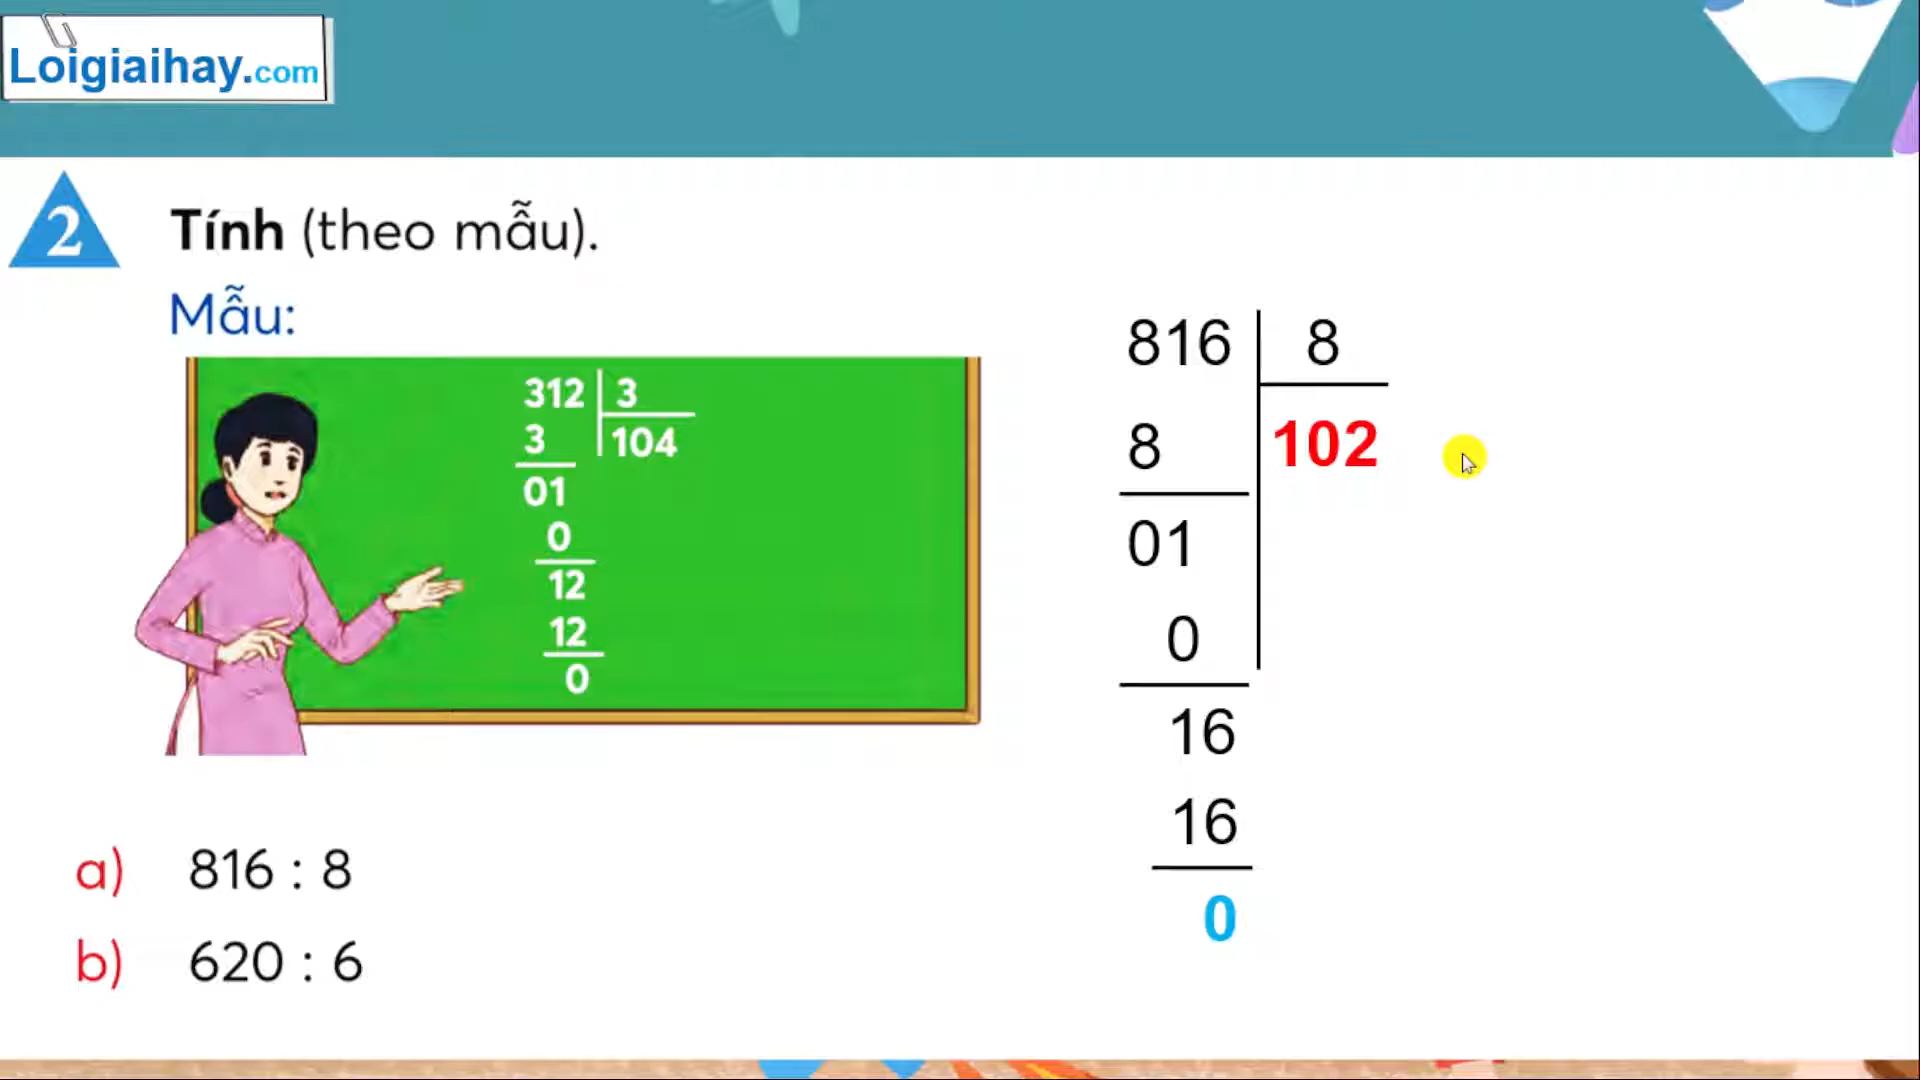 Loigiaihay.com
2 Tính (theo mẫu).
Mẫu:
312 3
3 104
01
0
12
12
0
a) 816 : 8
b) 620 : 6
816 8
8 102
01
0
16
16
0